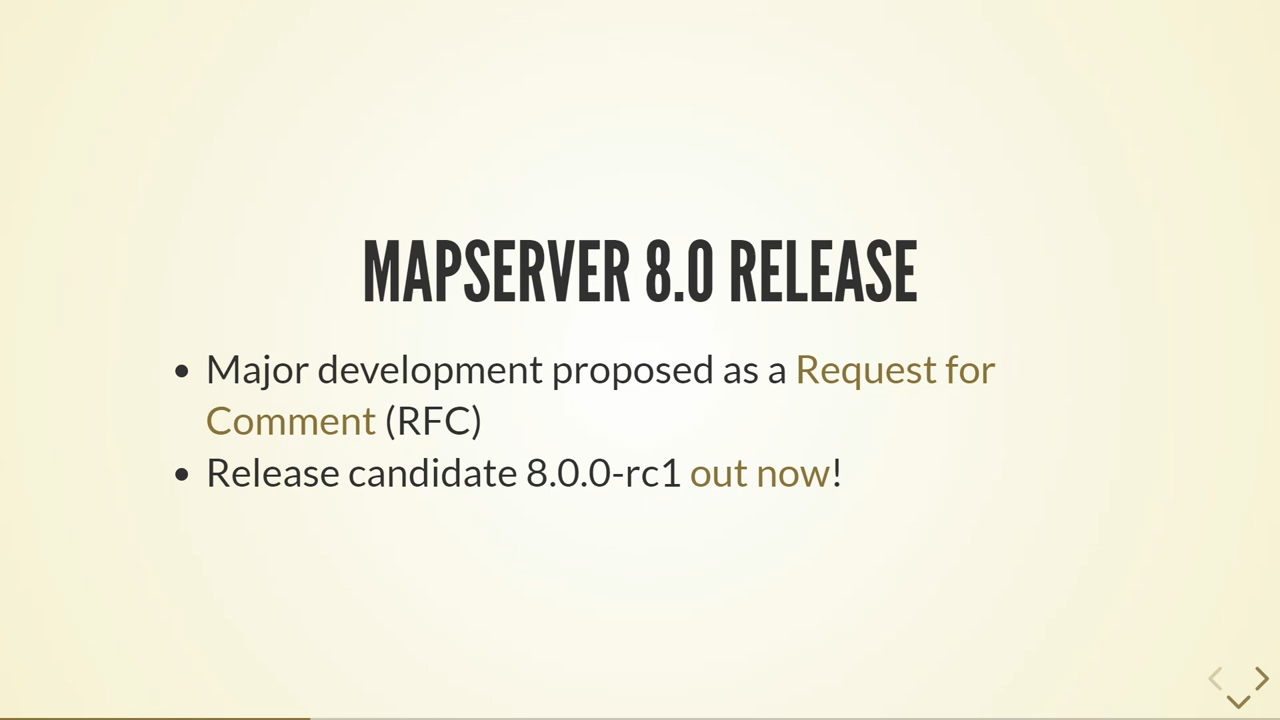 MAPSERVER 8.0 RELEASE
• Major development proposed as a Request for
Comment (RFC)
• Release candidate 8.0.0-rc1 out now!